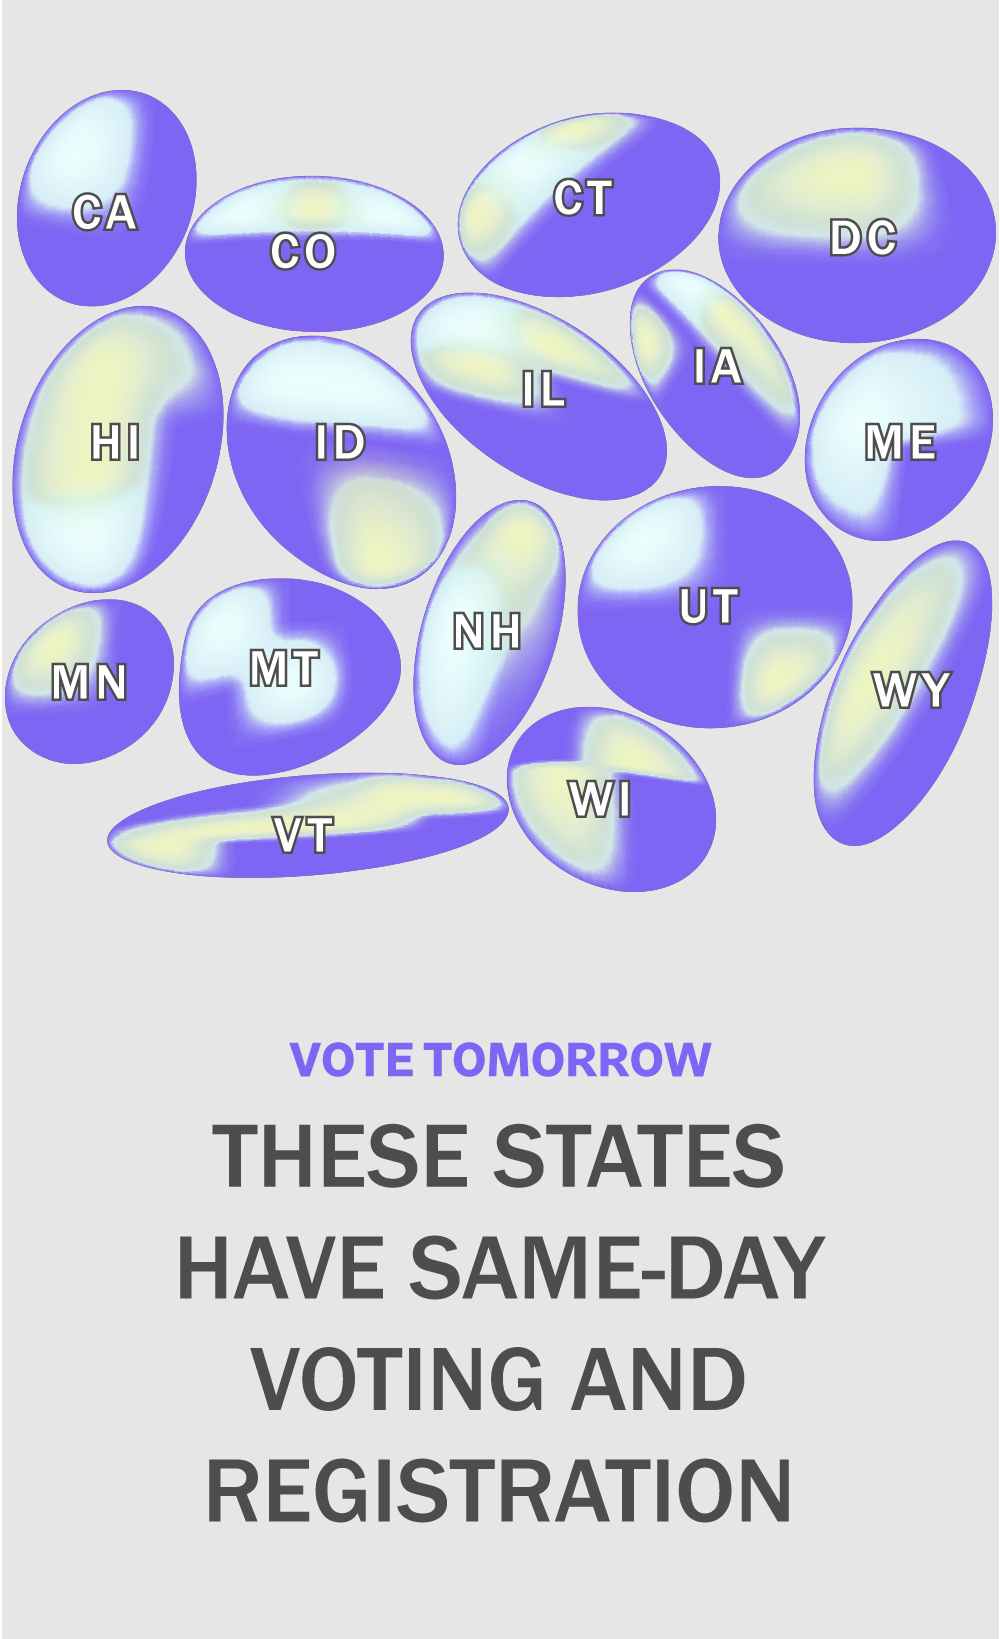 CA
CO
CT
DC
HI
ID
IL
IA
ME
MN
MT
NH
UT
WY
VT
WI
VOTE TOMORROW
THESE STATES
HAVE SAME-DAY
VOTING AND
REGISTRATION